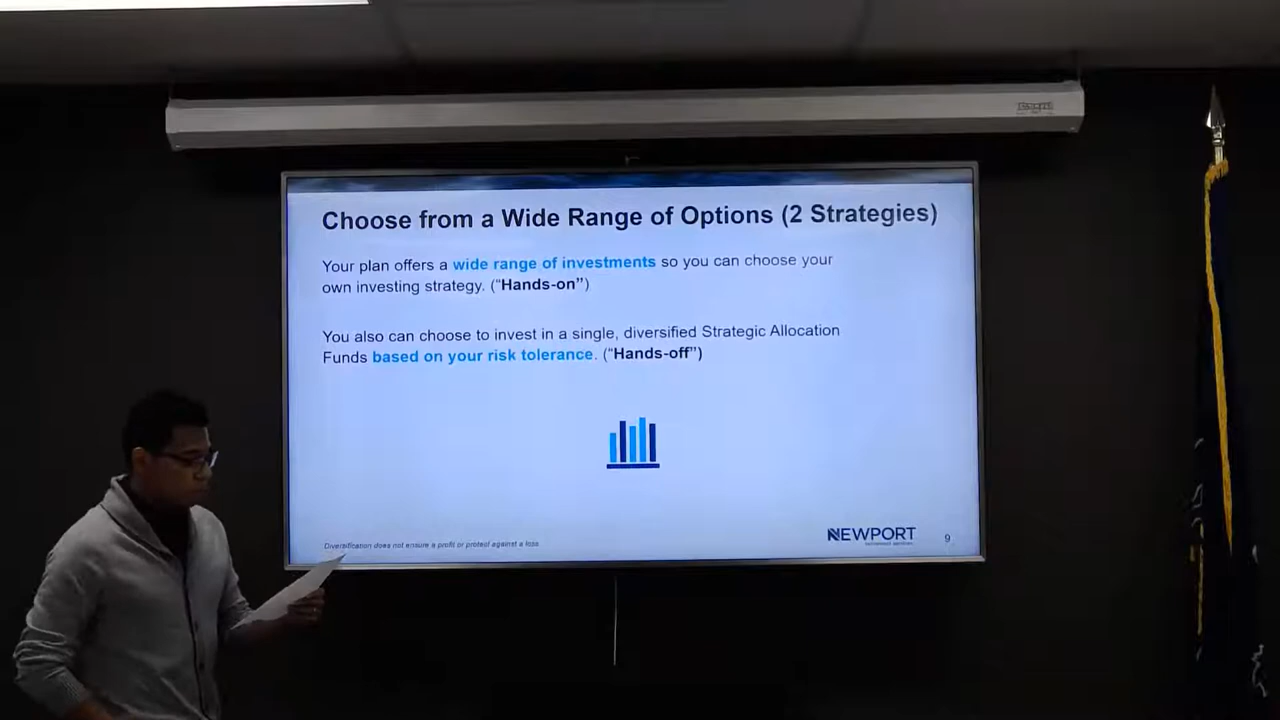 Choose from a Wide Range of Options (2 Strategies)
Your plan offers a wide range of investments so you can choose your
own investing strategy. (“Hands-on”)
You also can choose to invest in a single, diversified Strategic Allocation
Funds based on your risk tolerance. (“Hands-off”)
Diversification does not ensure a profit or protect against a loss.
NEWPORT
9